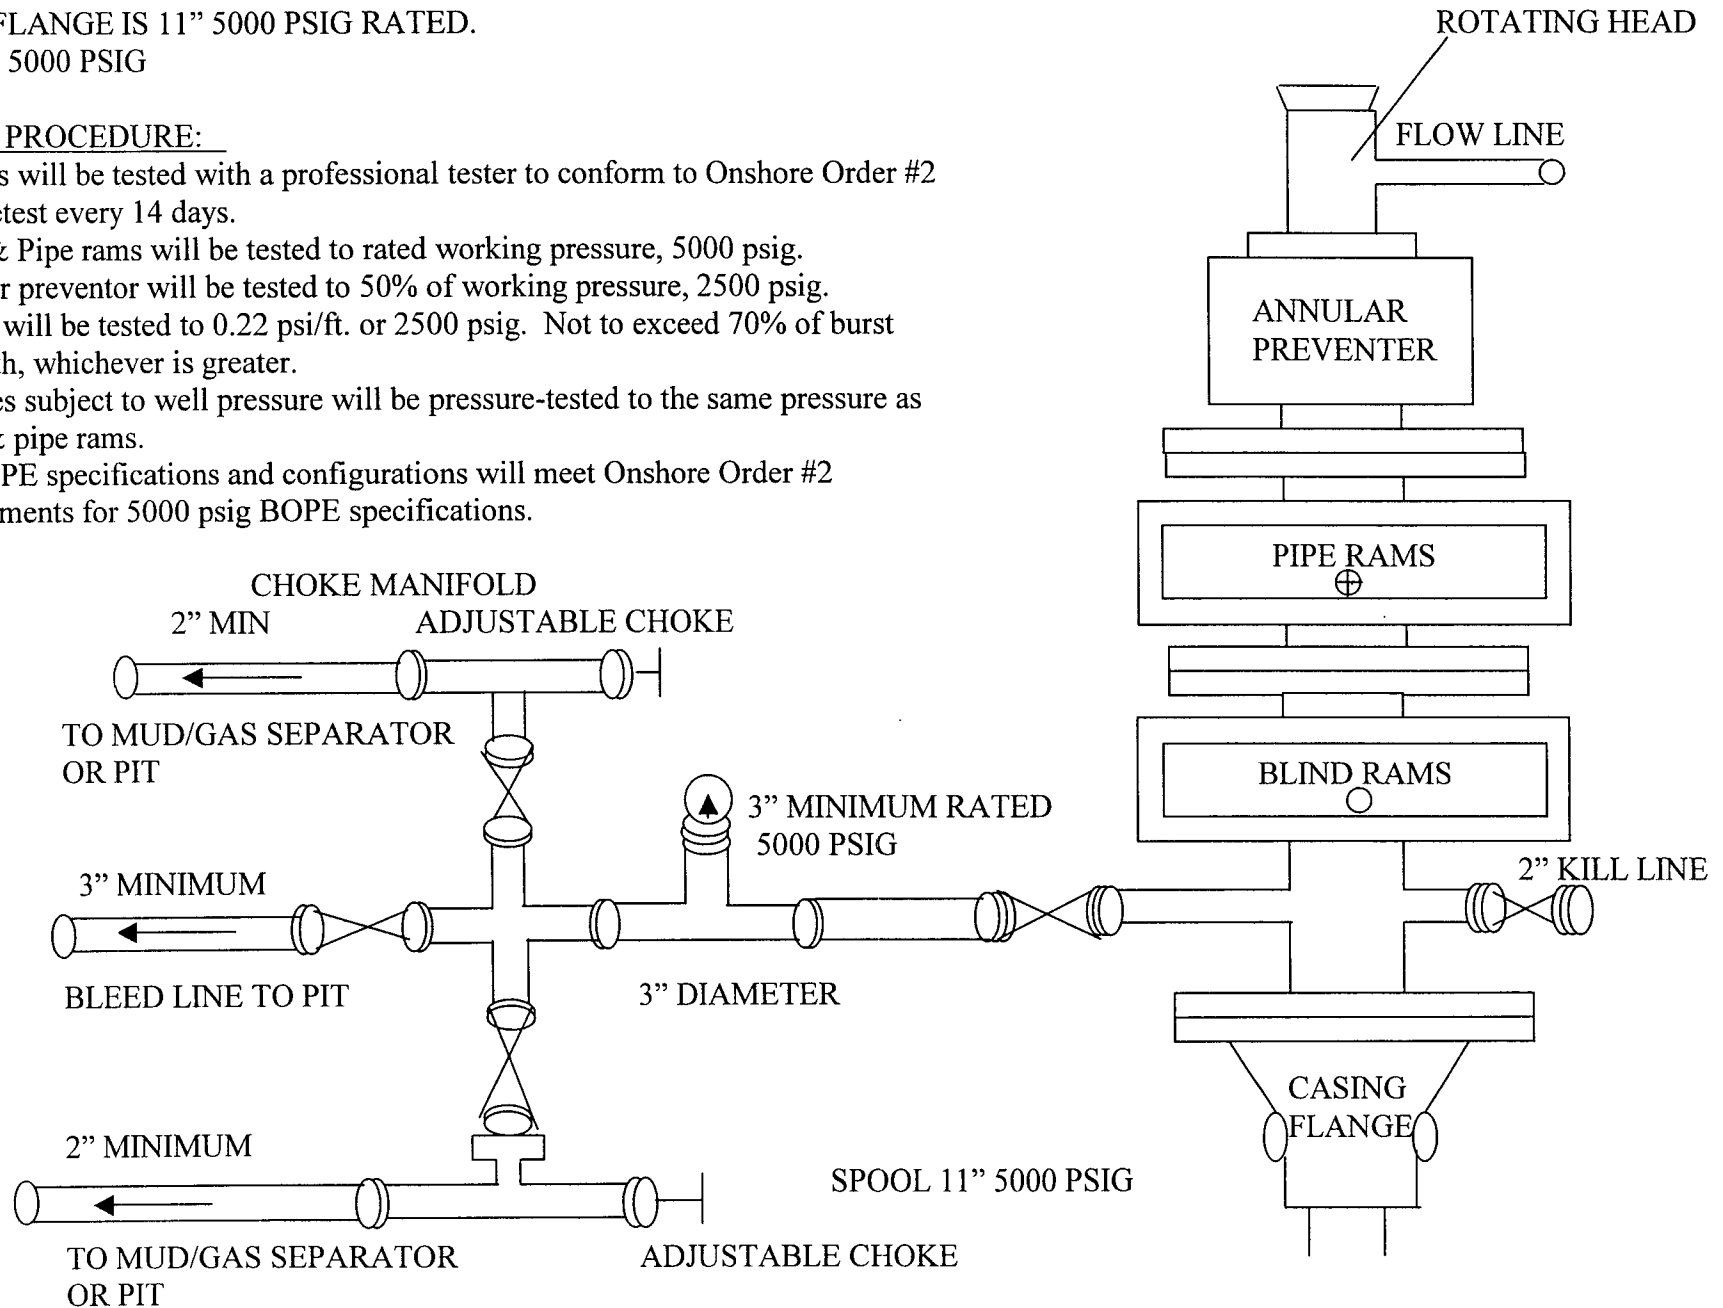 FLANGE IS 11” 5000 PSIG RATED.
5000 PSIG
PROCEDURE:
s will be tested with a professional tester to conform to Onshore Order #2
etest every 14 days.
& Pipe rams will be tested to rated working pressure, 5000 psig.
r preventor will be tested to 50% of working pressure, 2500 psig.
will be tested to 0.22 psi/ft. or 2500 psig. Not to exceed 70% of burst
th, whichever is greater.
es subject to well pressure will be pressure-tested to the same pressure as
& pipe rams.
PE specifications and configurations will meet Onshore Order #2
ments for 5000 psig BOPE specifications.
ROTATING HEAD
FLOW LINE
ANNULAR
PREVENTER
PIPE RAMS
BLIND RAMS
2” KILL LINE
CASING
FLANGE
CHOKE MANIFOLD
2” MIN
ADJUSTABLE CHOKE
TO MUD/GAS SEPARATOR
OR PIT
3” MINIMUM RATED
5000 PSIG
3” MINIMUM
BLEED LINE TO PIT
3” DIAMETER
2” MINIMUM
SPOOL 11” 5000 PSIG
TO MUD/GAS SEPARATOR
OR PIT
ADJUSTABLE CHOKE